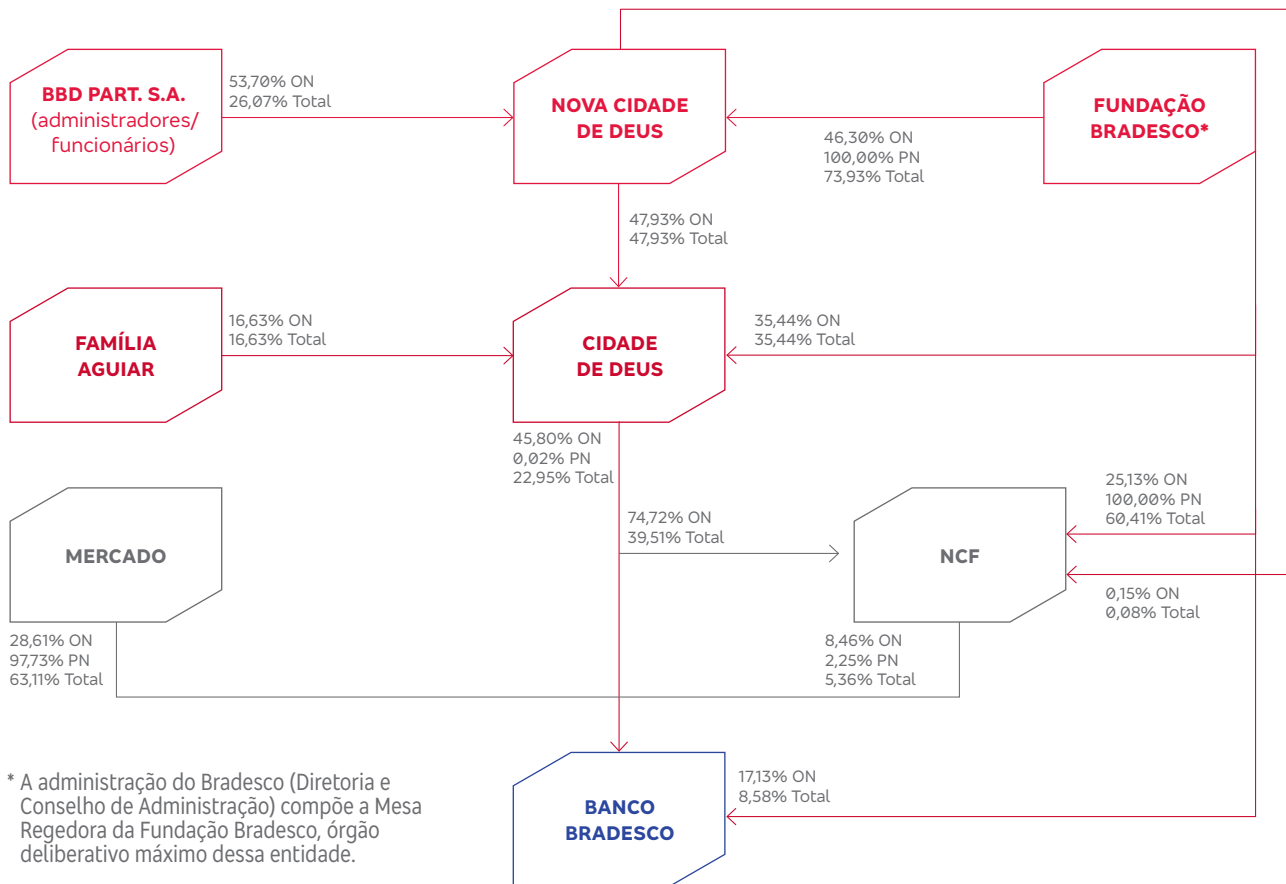 BBD PART. S.A.
(administradores/
funcionários)
53,70% ON
26,07% Total
NOVA CIDADE
DE DEUS
46,30% ON
100,00% PN
73,93% Total
FUNDAÇÃO
BRADESCO*
47,93% ON
47,93% Total
FAMÍLIA
AGUIAR
16,63% ON
16,63% Total
CIDADE
DE DEUS
35,44% ON
35,44% Total
45,80% ON
0,02% PN
22,95% Total
74,72% ON
39,51% Total
25,13% ON
100,00% PN
60,41% Total
MERCADO
NCF
0,15% ON
0,08% Total
28,61% ON
97,73% PN
63,11% Total
8,46% ON
2,25% PN
5,36% Total
BANCO
BRADESCO
17,13% ON
8,58% Total
* A administração do Bradesco (Diretoria e
Conselho de Administração) compõe a Mesa
Regedora da Fundação Bradesco, órgão
deliberativo máximo dessa entidade.